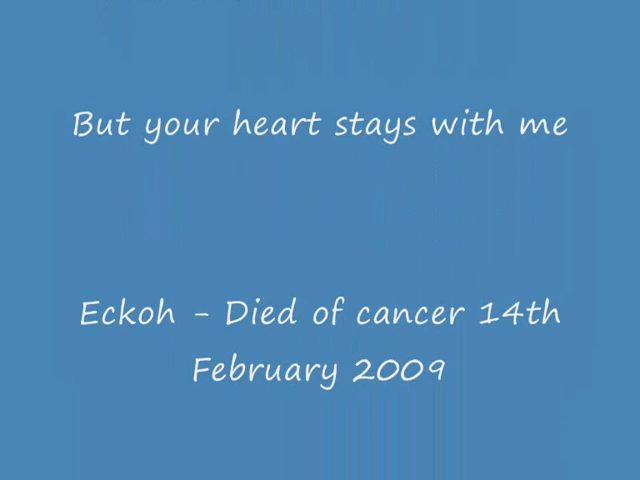 But your heart stays with me
Eckoh - Died of cancer 14th
February 2009